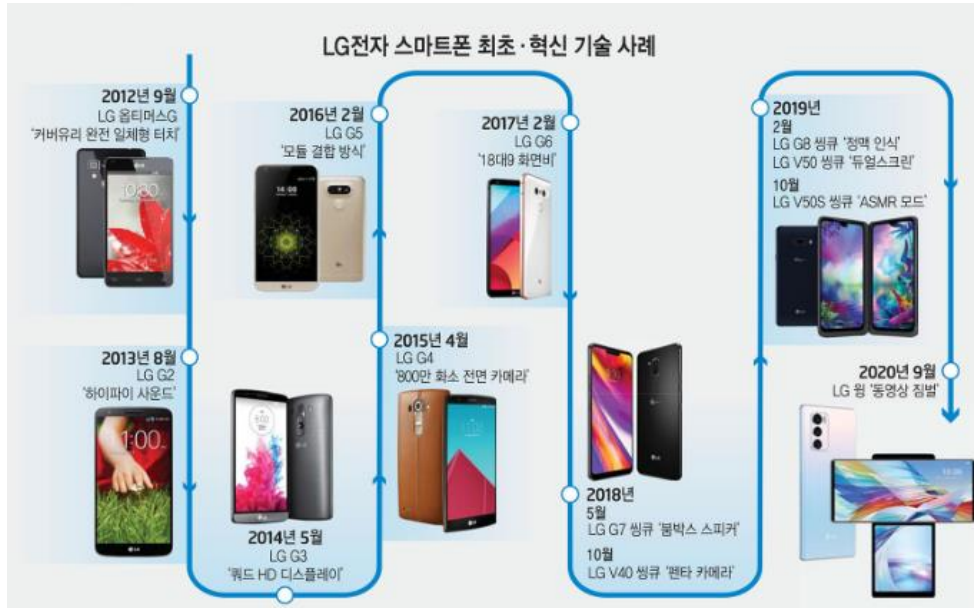 LG전자 스마트폰 최초·혁신 기술 사례
2012년 9월
LG 옵티머스G
'커버유리 완전 일체형 터치'
2013년 8월
LG G2
'하이파이 사운드'
1:00
2014년 5월
LG G3
'쿼드 HD 디스플레이'
2015년 4월
LG G4
'800만 화소 전면 카메라'
2016년 2월
LG G5
'모듈 결합 방식'
14:08
2017년 2월
LG G6
'18대9 화면비'
2018년
5월
LG G7 씽큐 '붐박스 스피커'
10월
LG V40 씽큐 '펜타 카메라'
2019년
2월
LG G8 씽큐 '정맥 인식'
LG V50 씽큐 '듀얼스크린'
10월
LG V50S 씽큐 'ASMR 모드'
2020년 9월
LG 윙 '동영상 짐벌'